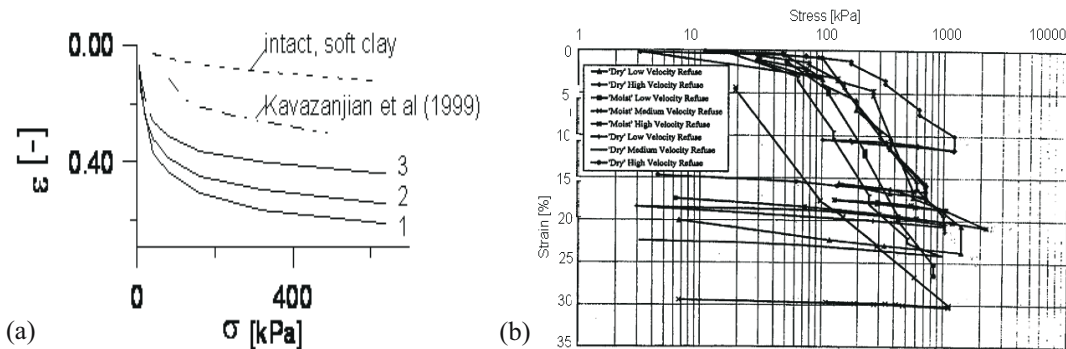 0.00
0.40
ε [-]
intact, soft clay
Kavazanjian et al (1999)
3
2
1
0
400
σ [kPa]
(a)
Stress [kPa]
1
10
100
1000
10000
0
5
10
15
20
25
30
35
Strain [%]
'Dry' Low Velocity Refuse
'Dry' High Velocity Refuse
'Moist' Low Velocity Refuse
'Moist' Medium Velocity Refuse
'Moist' High Velocity Refuse
'Dry' Low Velocity Refuse
'Dry' Medium Velocity Refuse
'Dry' High Velocity Refuse
(b)